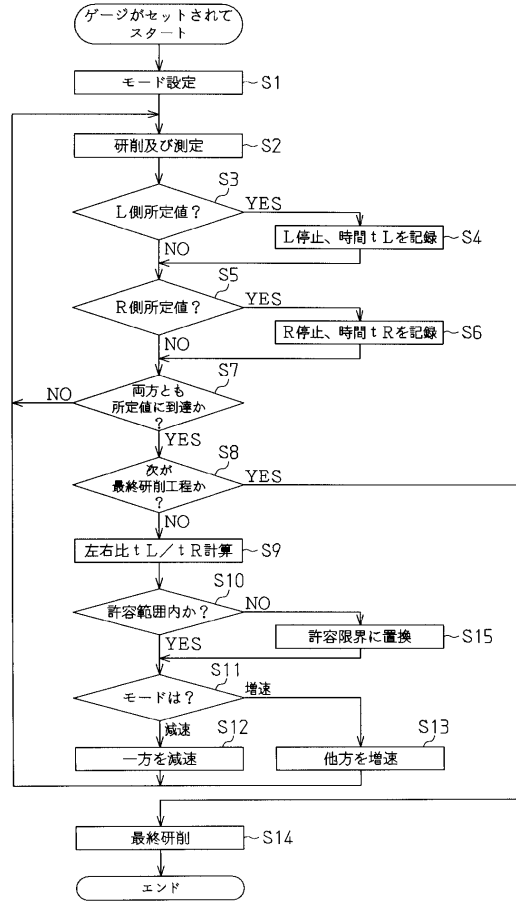 ゲージがセットされて
スタート
モード設定
S1
研削及び測定
S2
S3
L側所定値?
YES
NO
L停止、時間tLを記録
S4
S5
R側所定値?
YES
NO
R停止、時間tRを記録
S6
S7
NO
両方とも
所定値に到達か
?
YES
S8
次が
最終研削工程か
?
YES
NO
左右比tL/tR計算
S9
S10
許容範囲内か?
NO
YES
許容限界に置換
S15
S11
モードは?
増速
減速
S12
一方を減速
S13
他方を増速
最終研削
S14
エンド